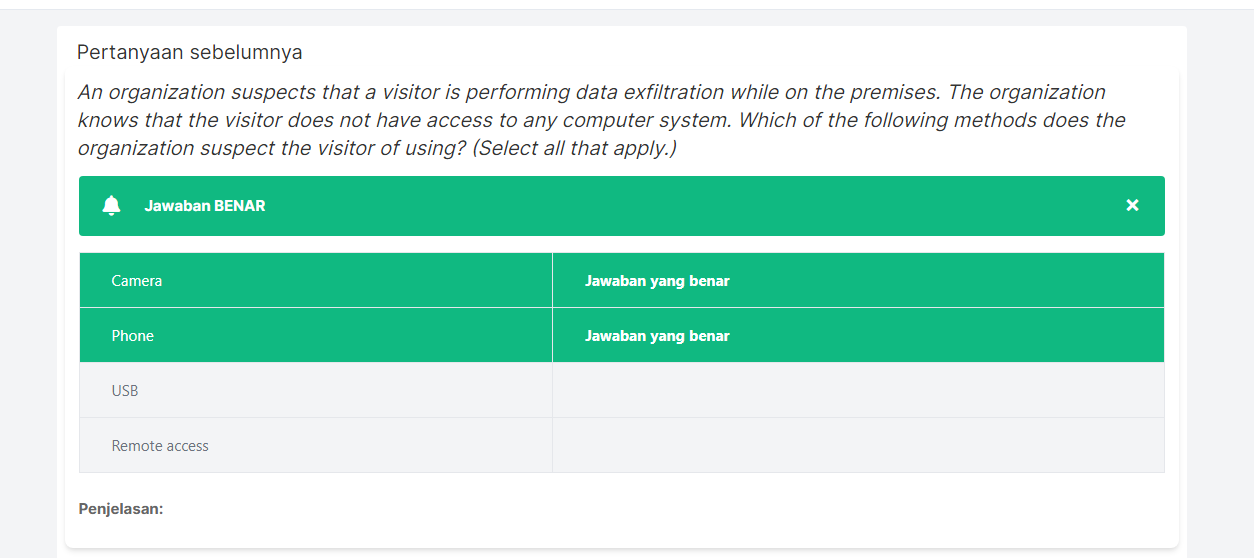 Pertanyaan sebelumnya
An organization suspects that a visitor is performing data exfiltration while on the premises. The organization
knows that the visitor does not have access to any computer system. Which of the following methods does the
organization suspect the visitor of using? (Select all that apply.)
Jawaban BENAR
Camera Jawaban yang benar
Phone Jawaban yang benar
USB
Remote access
Penjelasan: